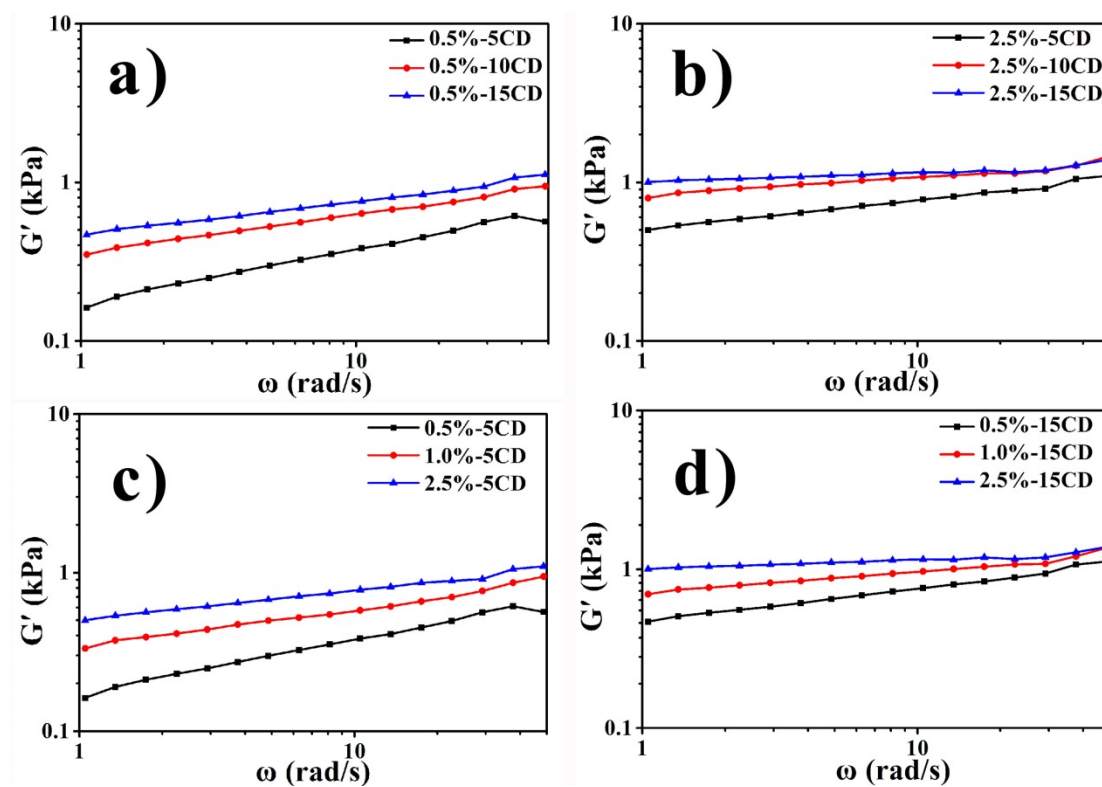 a)
10
1
0.1
G′ (kPa)
0.5%-5CD
0.5%-10CD
0.5%-15CD
1
10
ω (rad/s)
b)
10
1
0.1
G′ (kPa)
2.5%-5CD
2.5%-10CD
2.5%-15CD
1
10
ω (rad/s)
c)
10
1
0.1
G′ (kPa)
0.5%-5CD
1.0%-5CD
2.5%-5CD
1
10
ω (rad/s)
d)
10
1
0.1
G′ (kPa)
0.5%-15CD
1.0%-15CD
2.5%-15CD
1
10
ω (rad/s)